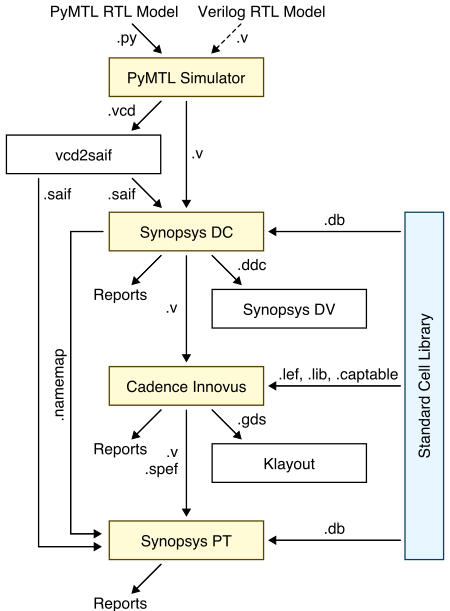 PyMTL RTL Model
Verilog RTL Model
.py
.v
PyMTL Simulator
.vcd
vcd2saif
.v
.saif
.saif
.db
Synopsys DC
.ddc
Reports
.v
Synopsys DV
.namemap
Standard Cell Library
.lef, .lib, .captable
Cadence Innovus
.gds
Reports
.v
.spef
Klayout
.db
Synopsys PT
Reports